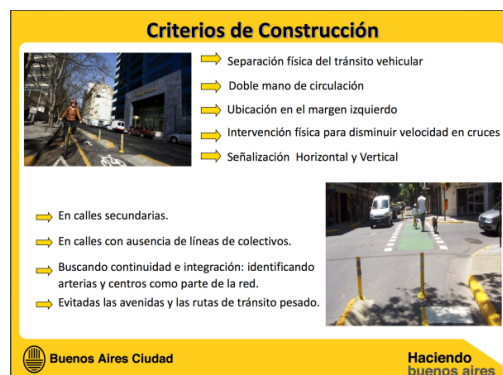 Criterios de Construcción
Separación física del tránsito vehicular
Doble mano de circulación
Ubicación en el margen izquierdo
Intervención física para disminuir velocidad en cruces
Señalización Horizontal y Vertical
En calles secundarias.
En calles con ausencia de líneas de colectivos.
Buscando continuidad e integración: identificando
arterias y centros como parte de la red.
Evitadas las avenidas y las rutas de tránsito pesado.
Buenos Aires Ciudad
Haciendo
buenos aires